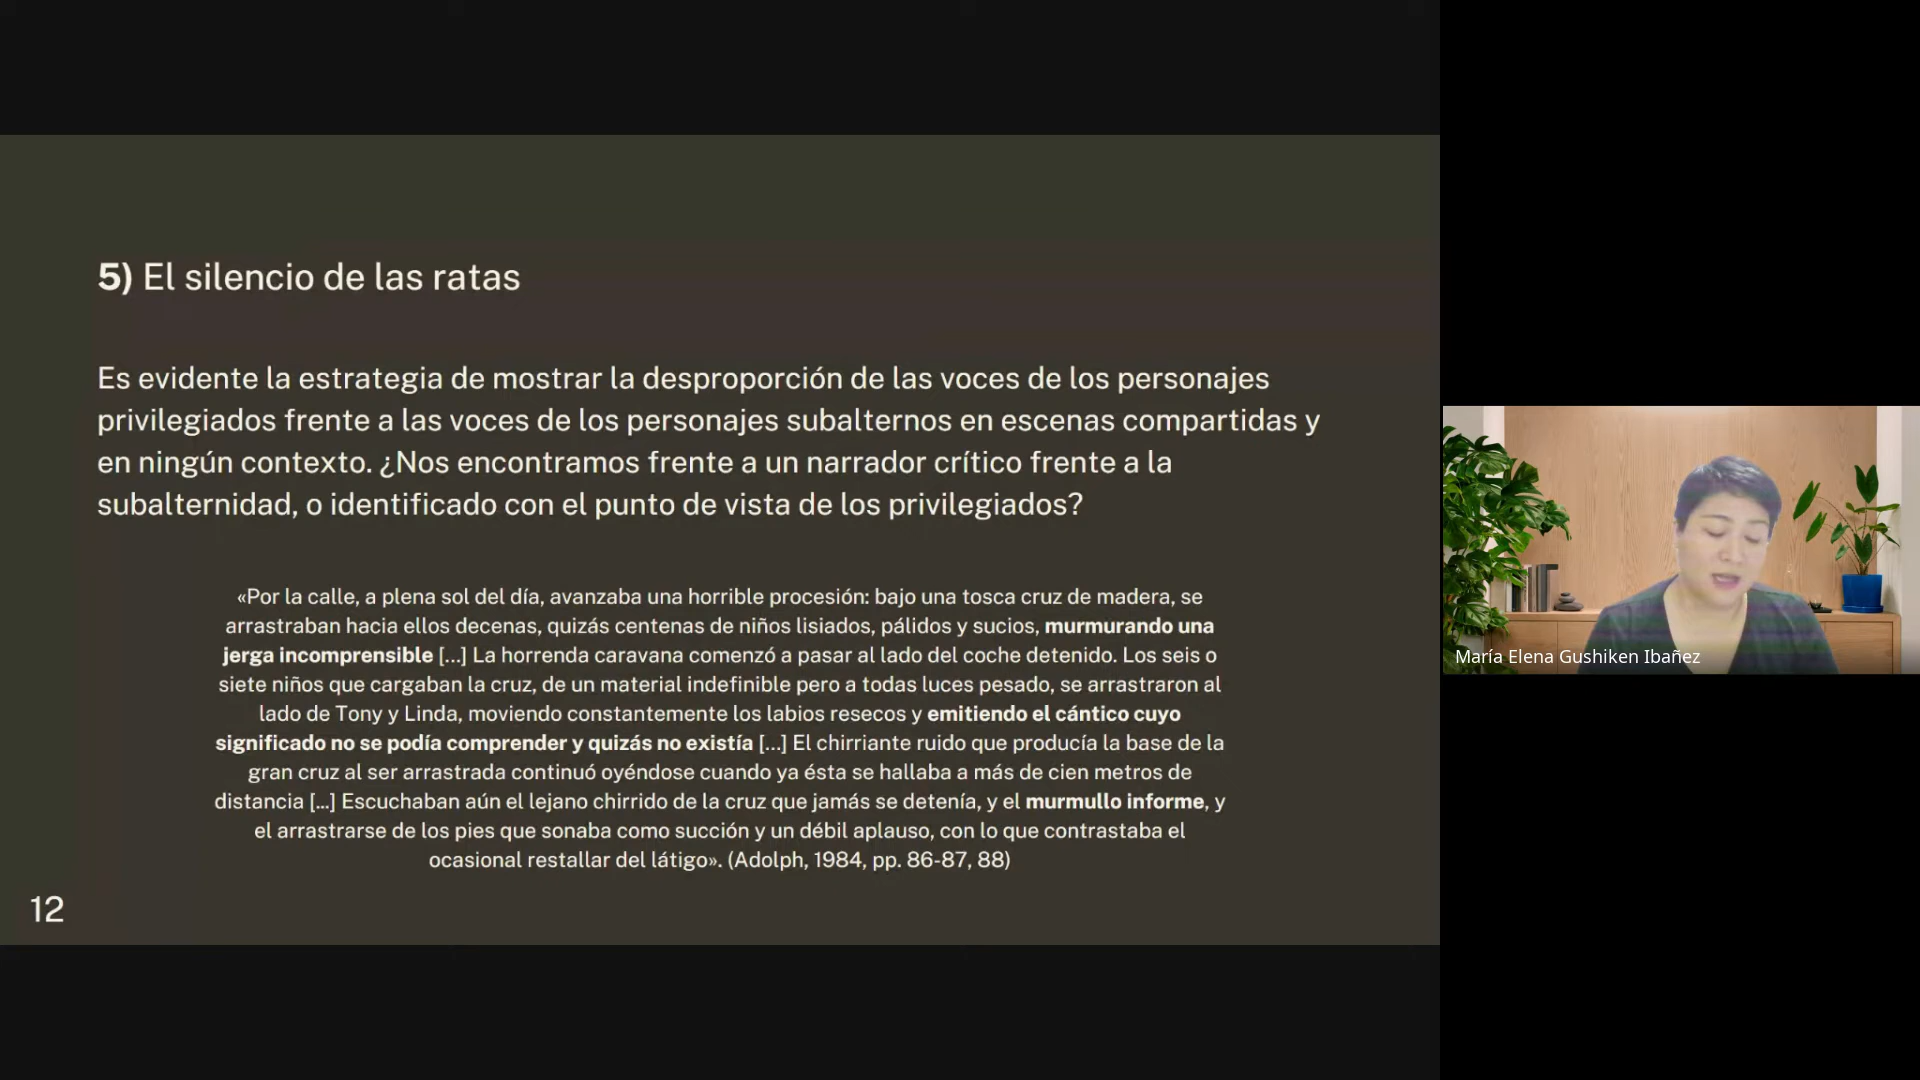 5) El silencio de las ratas
Es evidente la estrategia de mostrar la desproporción de las voces de los personajes
privilegiados frente a las voces de los personajes subalternos en escenas compartidas y
en ningún contexto. ¿Nos encontramos frente a un narrador crítico frente a la
subalternidad, o identificado con el punto de vista de los privilegiados?
«Por la calle, a plena sol del día, avanzaba una horrible procesión: bajo una tosca cruz de madera, se
arrastraban hacia ellos decenas, quizás centenas de niños lisiados, pálidos y sucios, murmurando una
jerga incomprensible [...] La horrenda caravana comenzó a pasar al lado del coche detenido. Los seis o
siete niños que cargaban la cruz, de un material indefinible pero a todas luces pesado, se arrastraron al
lado de Tony y Linda, moviendo constantemente los labios resecos y emitiendo el cántico cuyo
significado no se podía comprender y quizás no existía [...] El chirriante ruido que producía la base de la
gran cruz al ser arrastrada continuó oyéndose cuando ya ésta se hallaba a más de cien metros de
distancia [...] Escuchaban aún el lejano chirrido de la cruz que jamás se detenía, y el murmullo informe, y
el arrastrarse de los pies que sonaba como succión y un débil aplauso, con lo que contrastaba el
ocasional restallar del látigo». (Adolph, 1984, pp. 86-87, 88)
12
María Elena Gushiken Ibañez